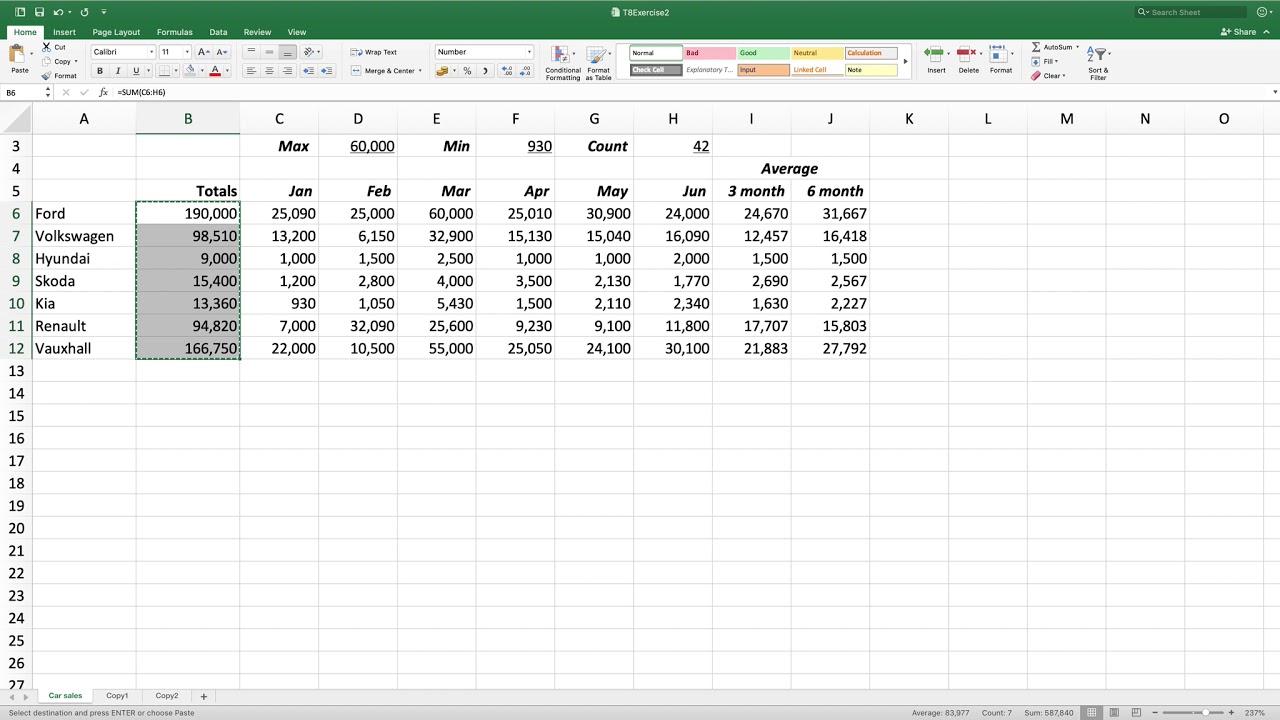 T8Exercise2
Search Sheet
Home Insert Page Layout Formulas Data Review View
Share
Paste
Cut
Copy
Format
Calibri 11
A A
B I U A
Wrap Text
Merge & Center
Number
%
Conditional Formatting
Format as Table
Normal Bad Good Neutral Calculation
Check Cell Explanatory T... Input Linked Cell Note
Insert Delete Format
AutoSum
Fill
Clear
Sort & Filter
B6 fx =SUM(C6:H6)
A B C D E F G H I J K L M N O
3 Max 60,000 Min 930 Count 42
4 Average
5 Totals Jan Feb Mar Apr May Jun 3 month 6 month
6 Ford 190,000 25,090 25,000 60,000 25,010 30,900 24,000 24,670 31,667
7 Volkswagen 98,510 13,200 6,150 32,900 15,130 15,040 16,090 12,457 16,418
8 Hyundai 9,000 1,000 1,500 2,500 1,000 1,000 2,000 1,500 1,500
9 Skoda 15,400 1,200 2,800 4,000 3,500 2,130 1,770 2,690 2,567
10 Kia 13,360 930 1,050 5,430 1,500 2,110 2,340 1,630 2,227
11 Renault 94,820 7,000 32,090 25,600 9,230 9,100 11,800 17,707 15,803
12 Vauxhall 166,750 22,000 10,500 55,000 25,050 24,100 30,100 21,883 27,792
13
14
15
16
17
18
19
20
21
22
23
24
25
26
27
Car sales Copy1 Copy2 +
Select destination and press ENTER or choose Paste
Average: 83,977 Count: 7 Sum: 587,840 237%